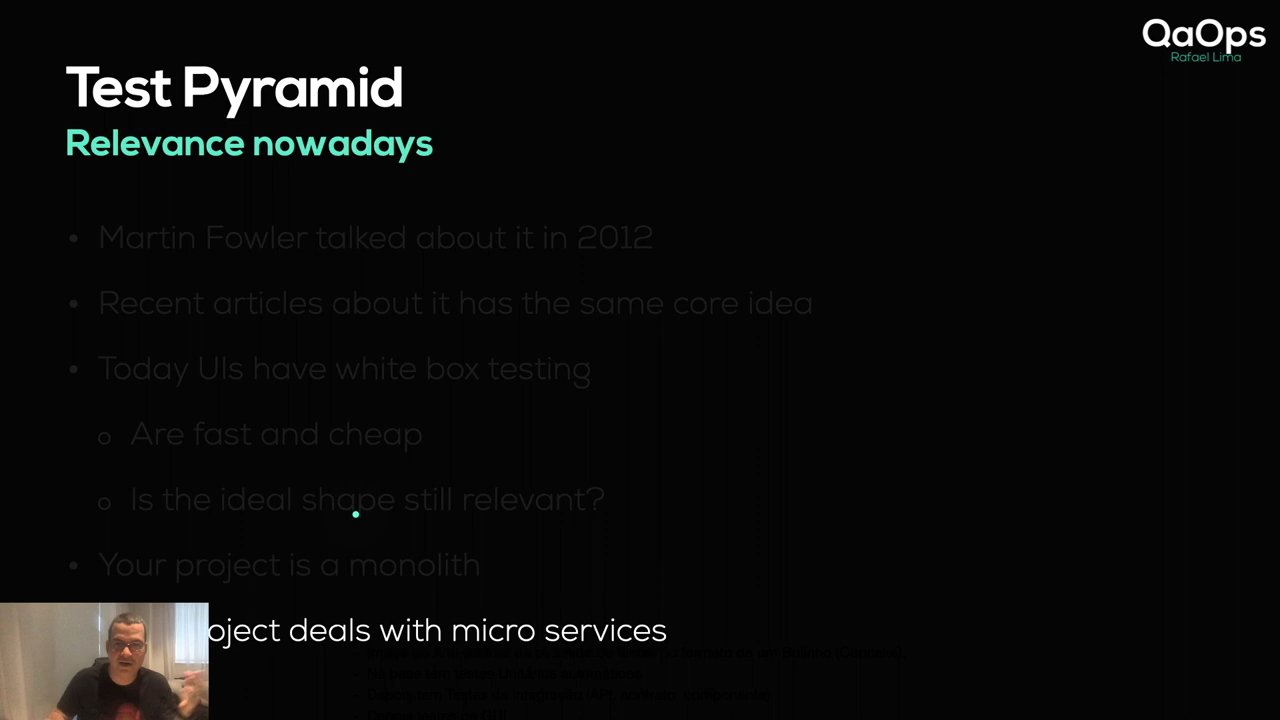 QaOps
Rafael Lima
Test Pyramid
Relevance nowadays
• Martin Fowler talked about it in 2012
• Recent articles about it has the same core idea
• Today UIs have white box testing
o Are fast and cheap
o Is the ideal shape still relevant?
• Your project is a monolith
oject deals with micro services